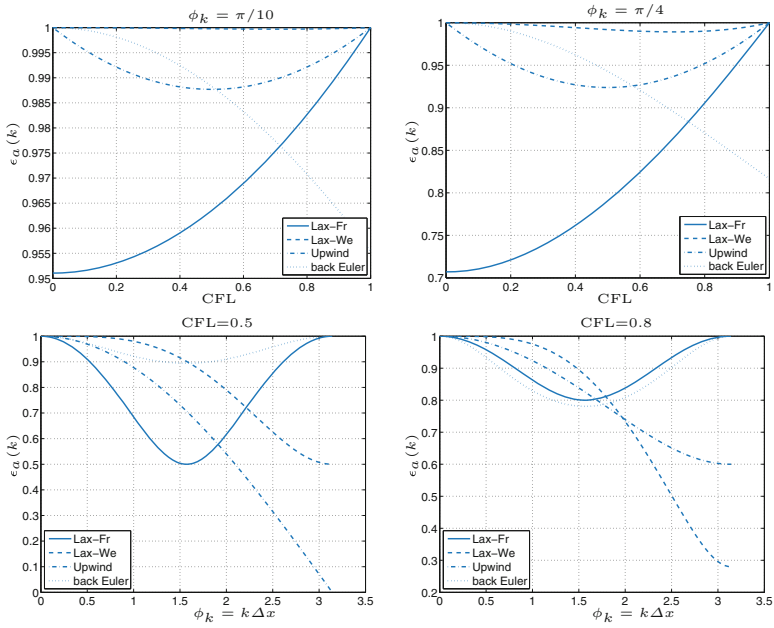 ϕ_k = π/10
1
0.995
0.99
0.985
0.98
0.975
0.97
0.965
0.96
0.955
0.95
ϵ_a(k)
0
0.2
0.4
0.6
0.8
1
CFL
Lax−Fr
Lax−We
Upwind
back Euler
ϕ_k = π/4
1
0.95
0.9
0.85
0.8
0.75
0.7
ϵ_a(k)
0
0.2
0.4
0.6
0.8
1
CFL
Lax−Fr
Lax−We
Upwind
back Euler
CFL=0.5
1
0.9
0.8
0.7
0.6
0.5
0.4
0.3
0.2
0.1
0
ϵ_a(k)
0
0.5
1
1.5
2
2.5
3
3.5
ϕ_k = kΔx
Lax−Fr
Lax−We
Upwind
back Euler
CFL=0.8
1
0.9
0.8
0.7
0.6
0.5
0.4
0.3
0.2
ϵ_a(k)
0
0.5
1
1.5
2
2.5
3
3.5
ϕ_k = kΔx
Lax−Fr
Lax−We
Upwind
back Euler